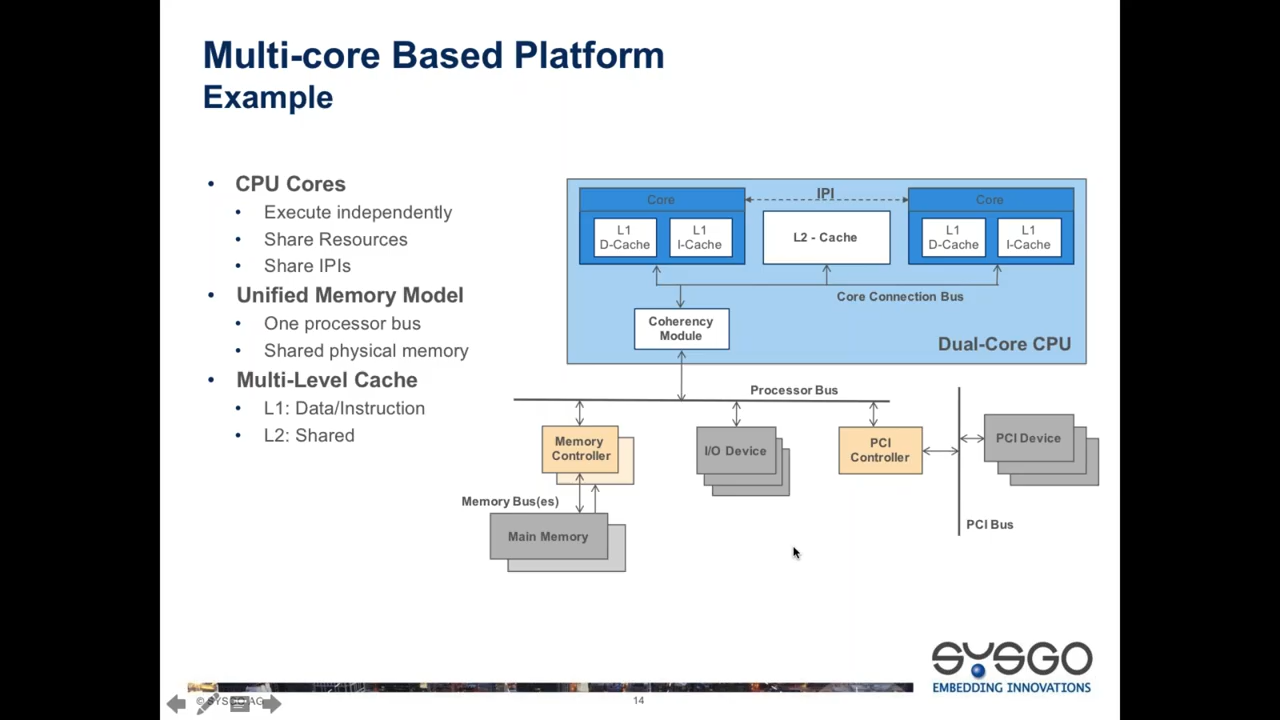 Multi-core Based Platform
Example
• CPU Cores
• Execute independently
• Share Resources
• Share IPIs
• Unified Memory Model
• One processor bus
• Shared physical memory
• Multi-Level Cache
• L1: Data/Instruction
• L2: Shared
Core
IPI
Core
L1
D-Cache
L1
I-Cache
L2 - Cache
L1
D-Cache
L1
I-Cache
Core Connection Bus
Coherency
Module
Dual-Core CPU
Processor Bus
Memory
Controller
I/O Device
PCI
Controller
PCI Device
Memory Bus(es)
Main Memory
PCI Bus
SYSGO
EMBEDDING INNOVATIONS
© SYSGO AG
14